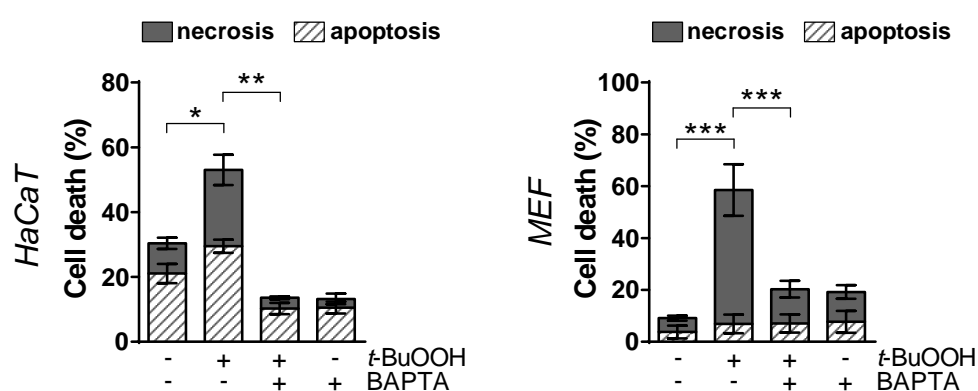 necrosis apoptosis
HaCaT
Cell death (%)
80
60
40
20
0
*
**
- + + - t-BuOOH
- - + + BAPTA
necrosis apoptosis
MEF
Cell death (%)
100
80
60
40
20
0
***
***
- + + - t-BuOOH
- - + + BAPTA